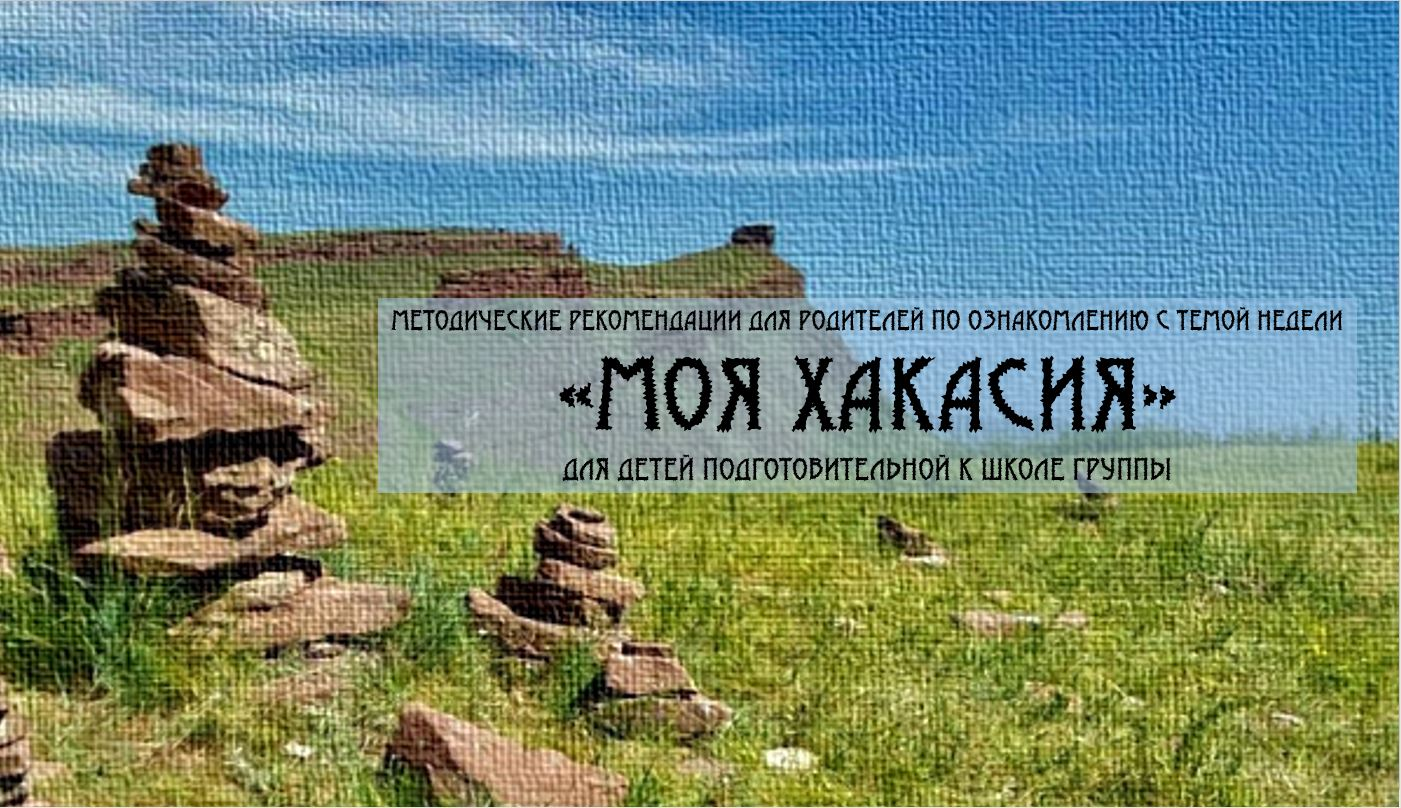 МЕТОДИЧЕСКИЕ РЕКОМЕНДАЦИИ ДЛЯ РОДИТЕЛЕЙ ПО ОЗНАКОМЛЕНИЮ С ТЕМОЙ НЕДЕЛИ
«МОЯ ХАКАСИЯ»
ДЛЯ ДЕТЕЙ ПОДГОТОВИТЕЛЬНОЙ К ШКОЛЕ ГРУППЫ